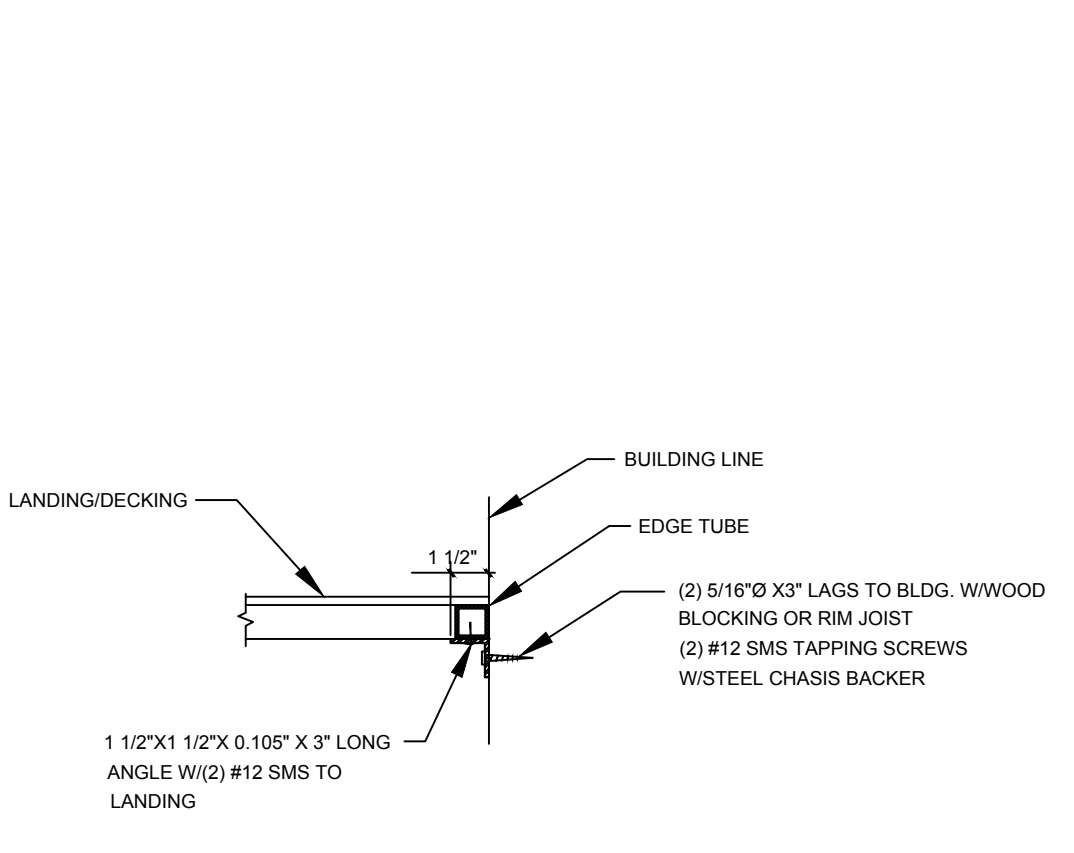 BUILDING LINE
LANDING/DECKING
EDGE TUBE
1 1/2"
(2) 5/16"Ø X3" LAGS TO BLDG. W/WOOD
BLOCKING OR RIM JOIST
(2) #12 SMS TAPPING SCREWS
W/STEEL CHASIS BACKER
1 1/2"X1 1/2"X 0.105" X 3" LONG
ANGLE W/(2) #12 SMS TO
LANDING